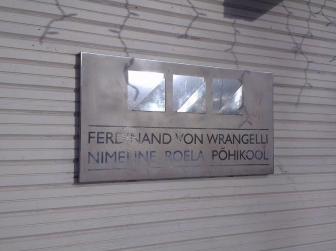 FERDINAND VON WRANGELLI
NIMELINE ROELA PÕHIKOOL